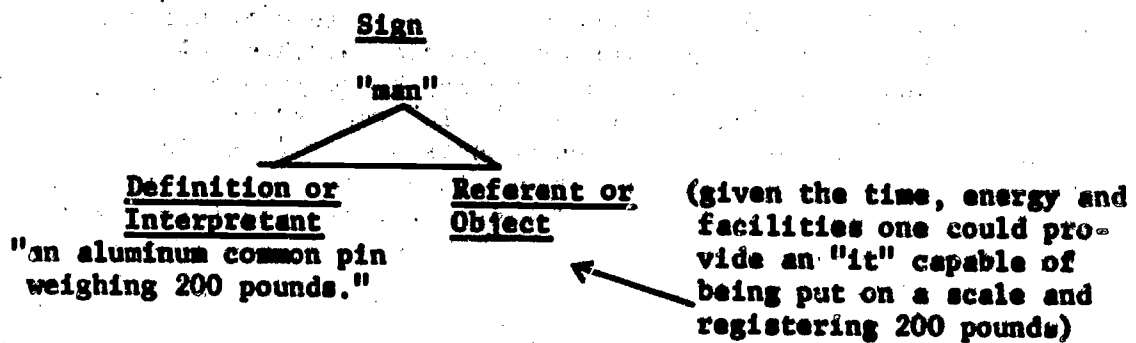 Sign
"man"
Definition or
Interpretant
"an aluminum common pin
weighing 200 pounds."
Referent or
Object
(given the time, energy and
facilities one could pro-
vide an "it" capable of
being put on a scale and
registering 200 pounds)